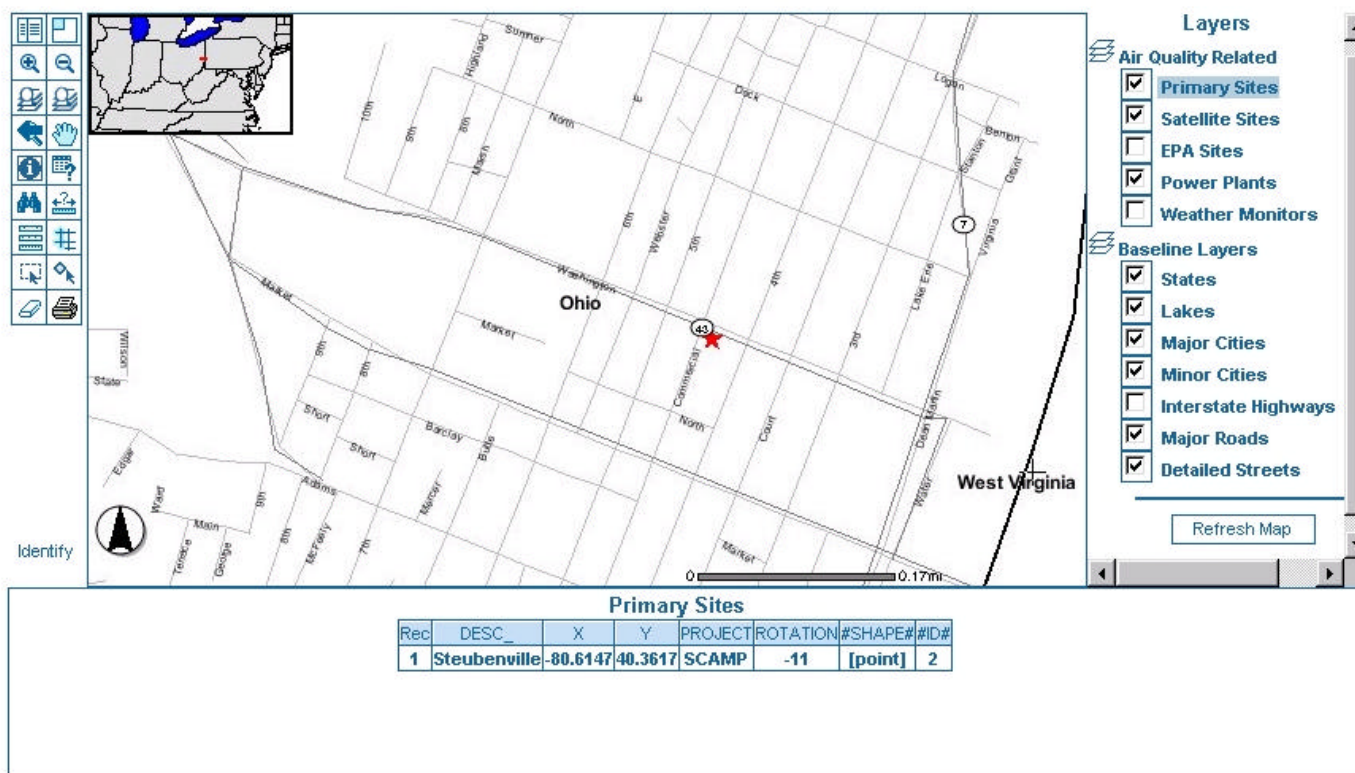 Layers
Air Quality Related
Primary Sites
Satellite Sites
EPA Sites
Power Plants
Weather Monitors
Baseline Layers
States
Lakes
Major Cities
Minor Cities
Interstate Highways
Major Roads
Detailed Streets
Refresh Map
Identify
Sumner
Highland
Logan
10th
9th
8th
E
Dock
North
Benton
Marsh
Stanton
Grant
6th
Webster
5th
7
Virginia
Washington
4th
Lake Erie
Market
Ohio
43
Market
3rd
Wilson
9th
8th
Commercial
State
Short
North
Court
Dean Martin
Barclay
Butte
Short
Edgar
Adams
West Virginia
Ward
9th
Mercer
Water
Main
8th
McFeely
7th
Terrace
George
Market
0 0.17mi
Primary Sites
Rec DESC_ X Y PROJECT ROTATION #SHAPE# #ID#
1 Steubenville -80.6147 40.3617 SCAMP -11 [point] 2